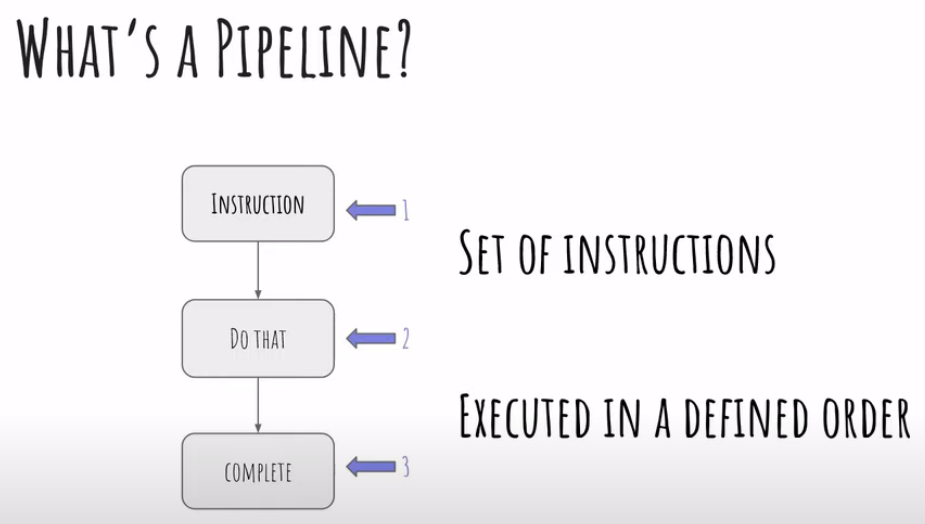 What's a Pipeline?
Instruction
1
Set of instructions
Do that
2
Executed in a defined order
complete
3